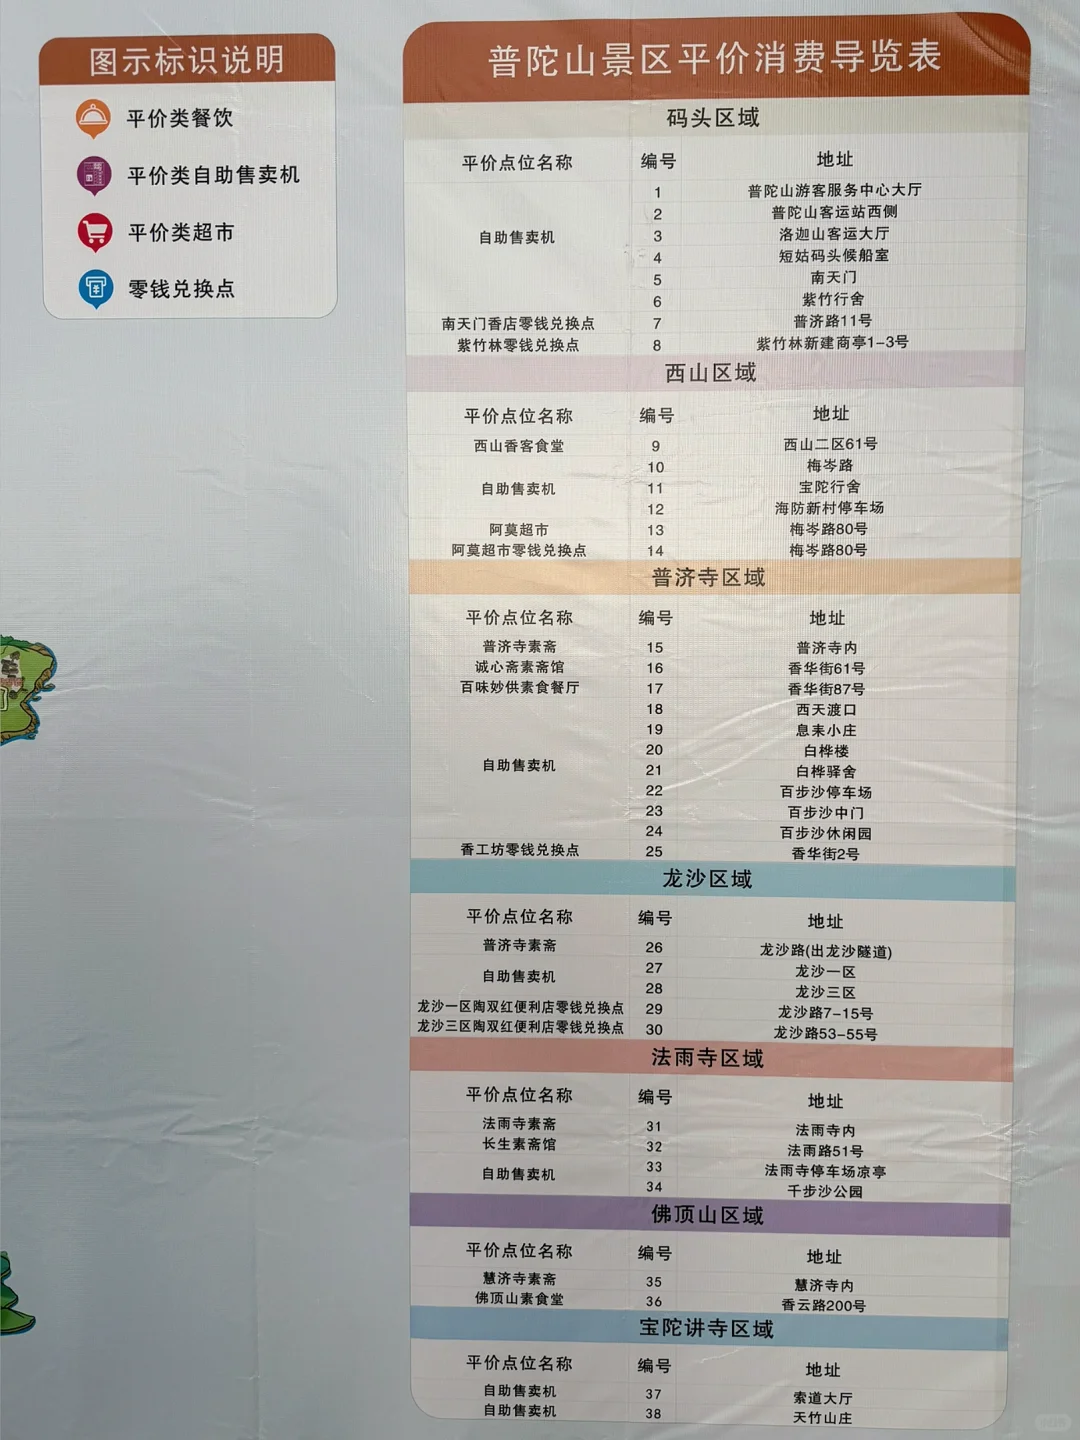 图示标识说明
平价类餐饮
平价类自助售卖机
平价类超市
零钱兑换点
普陀山景区平价消费导览表
码头区域
平价点位名称 编号 地址
自助售卖机
1 普陀山游客服务中心大厅
2 普陀山客运站西侧
3 洛迦山客运大厅
4 短姑码头候船室
5 南天门
6 紫竹行舍
南天门香店零钱兑换点 7 普济路11号
紫竹林零钱兑换点 8 紫竹林新建商亭1-3号
西山区域
平价点位名称 编号 地址
西山香客食堂 9 西山二区61号
自助售卖机
10 梅岑路
11 宝陀行舍
12 海防新村停车场
阿莫超市 13 梅岑路80号
阿莫超市零钱兑换点 14 梅岑路80号
普济寺区域
平价点位名称 编号 地址
普济寺素斋 15 普济寺内
诚心斋素斋馆 16 香华街61号
百味妙供素食餐厅 17 香华街87号
自助售卖机
18 西天渡口
19 息耒小庄
20 白桦楼
21 白桦驿舍
22 百步沙停车场
23 百步沙中门
24 百步沙休闲园
香工坊零钱兑换点 25 香华街2号
龙沙区域
平价点位名称 编号 地址
普济寺素斋 26 龙沙路(出龙沙隧道)
自助售卖机
27 龙沙一区
28 龙沙三区
龙沙一区陶双红便利店零钱兑换点 29 龙沙路7-15号
龙沙三区陶双红便利店零钱兑换点 30 龙沙路53-55号
法雨寺区域
平价点位名称 编号 地址
法雨寺素斋 31 法雨寺内
长生素斋馆 32 法雨路51号
自助售卖机
33 法雨寺停车场凉亭
34 千步沙公园
佛顶山区域
平价点位名称 编号 地址
慧济寺素斋 35 慧济寺内
佛顶山素食堂 36 香云路200号
宝陀讲寺区域
平价点位名称 编号 地址
自助售卖机 37 索道大厅
自助售卖机 38 天竹山庄